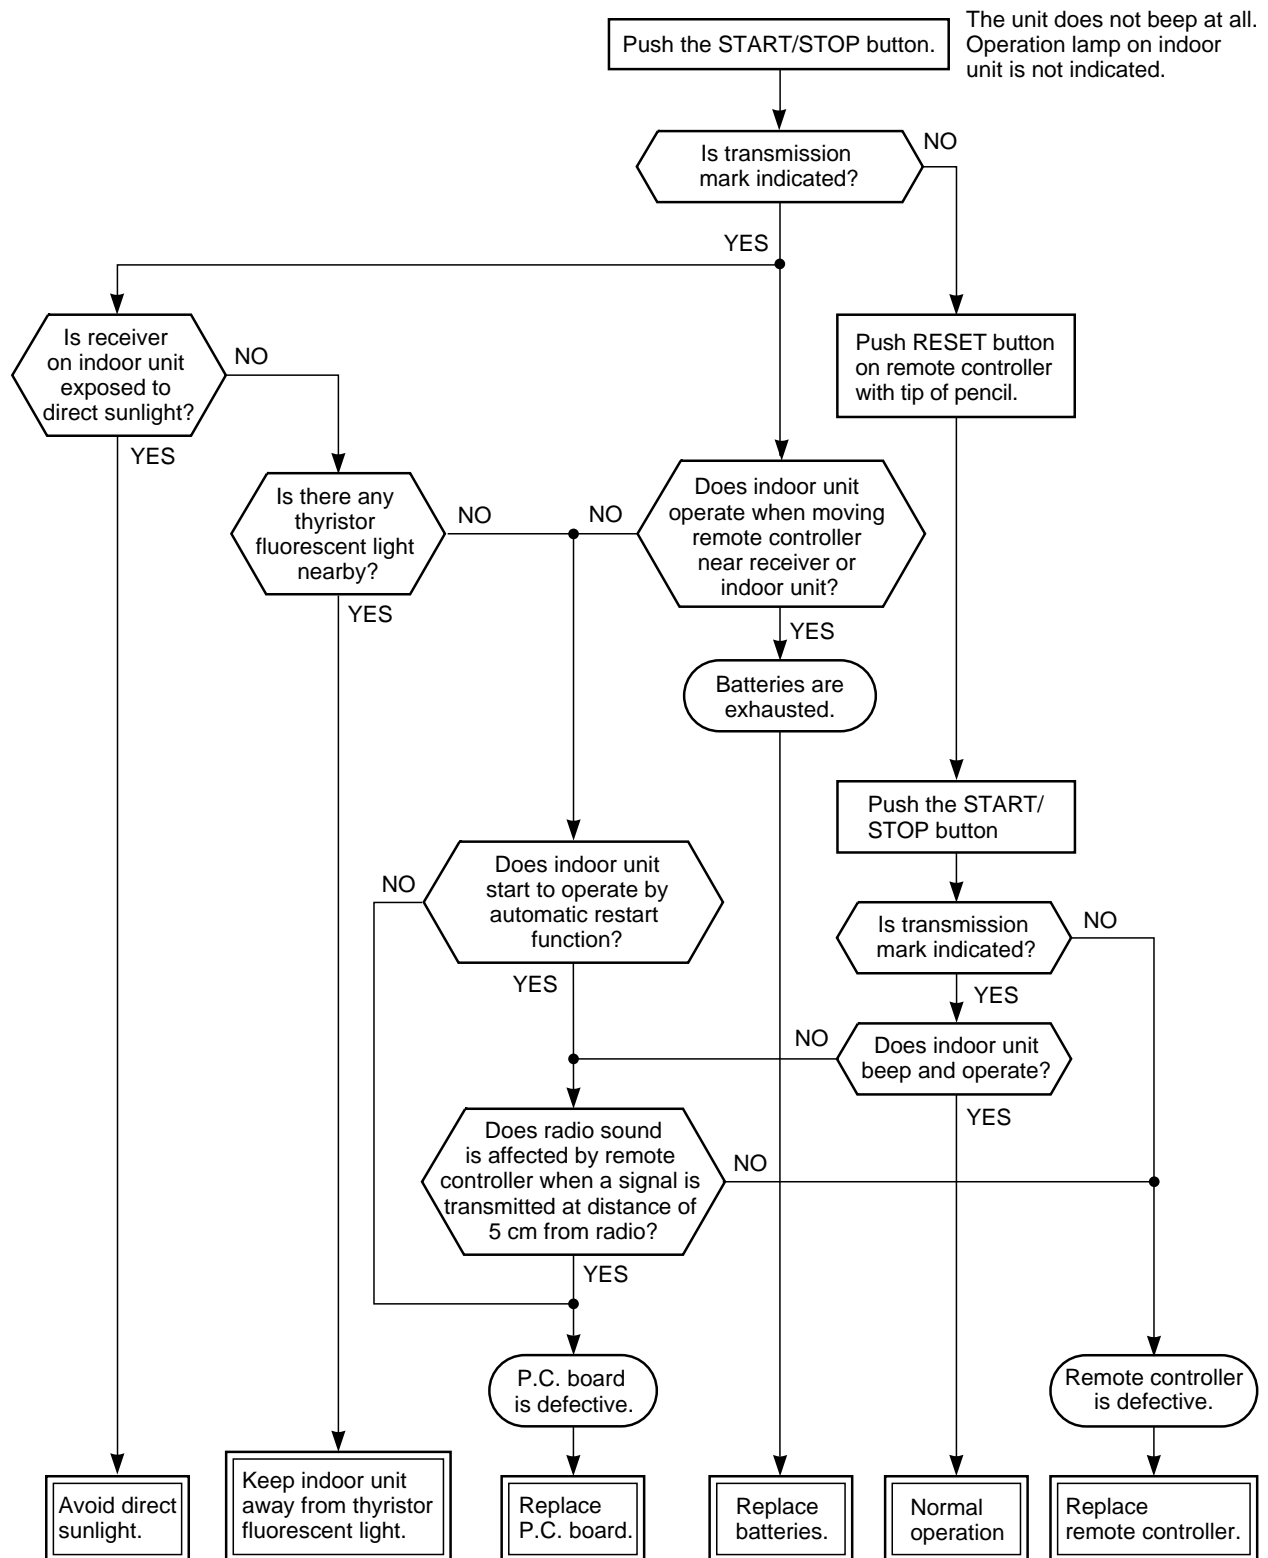 Push the START/STOP button.
The unit does not beep at all.
Operation lamp on indoor
unit is not indicated.
Is transmission
mark indicated?
NO
YES
Is receiver
on indoor unit
exposed to
direct sunlight?
NO
YES
Push RESET button
on remote controller
with tip of pencil.
Is there any
thyristor
fluorescent light
nearby?
NO
YES
NO
Does indoor unit
operate when moving
remote controller
near receiver or
indoor unit?
YES
Batteries are
exhausted.
Push the START/
STOP button
NO
Does indoor unit
start to operate by
automatic restart
function?
YES
Is transmission
mark indicated?
NO
YES
NO
Does indoor unit
beep and operate?
YES
Does radio sound
is affected by remote
controller when a signal is
transmitted at distance of
5 cm from radio?
NO
YES
P.C. board
is defective.
Remote controller
is defective.
Avoid direct
sunlight.
Keep indoor unit
away from thyristor
fluorescent light.
Replace
P.C. board.
Replace
batteries.
Normal
operation
Replace
remote controller.